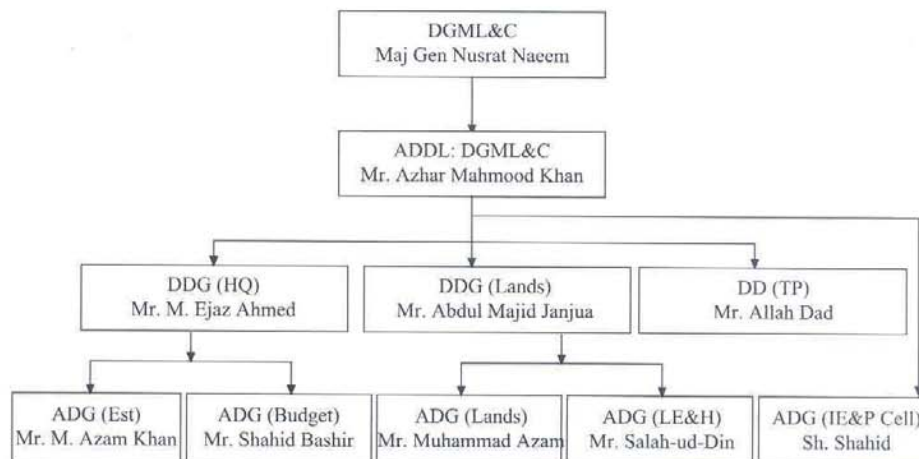 DGML&C
Maj Gen Nusrat Naeem
ADDL: DGML&C
Mr. Azhar Mahmood Khan
DDG (HQ)
Mr. M. Ejaz Ahmed
DDG (Lands)
Mr. Abdul Majid Janjua
DD (TP)
Mr. Allah Dad
ADG (Est)
Mr. M. Azam Khan
ADG (Budget)
Mr. Shahid Bashir
ADG (Lands)
Mr. Muhammad Azam
ADG (LE&H)
Mr. Salah-ud-Din
ADG (IE&P Cell)
Sh. Shahid